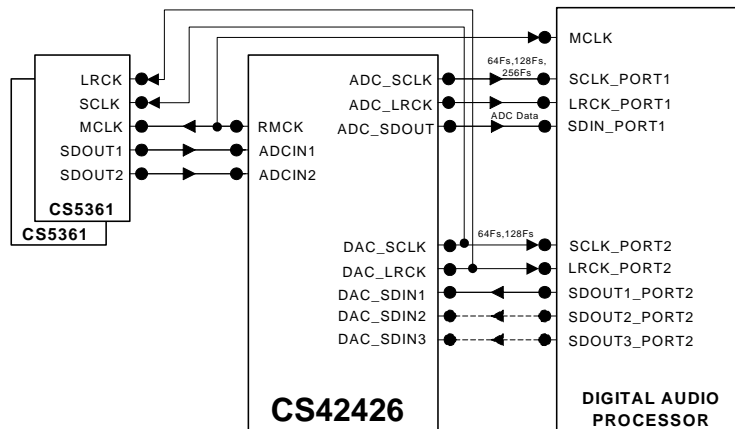 LRCK
SCLK
MCLK
SDOUT1
SDOUT2
CS5361
CS5361
RMCK
ADCIN1
ADCIN2
ADC_SCLK
ADC_LRCK
ADC_SDOUT
DAC_SCLK
DAC_LRCK
DAC_SDIN1
DAC_SDIN2
DAC_SDIN3
CS42426
64Fs,128Fs,
256Fs
ADC Data
64Fs,128Fs
MCLK
SCLK_PORT1
LRCK_PORT1
SDIN_PORT1
SCLK_PORT2
LRCK_PORT2
SDOUT1_PORT2
SDOUT2_PORT2
SDOUT3_PORT2
DIGITAL AUDIO
PROCESSOR